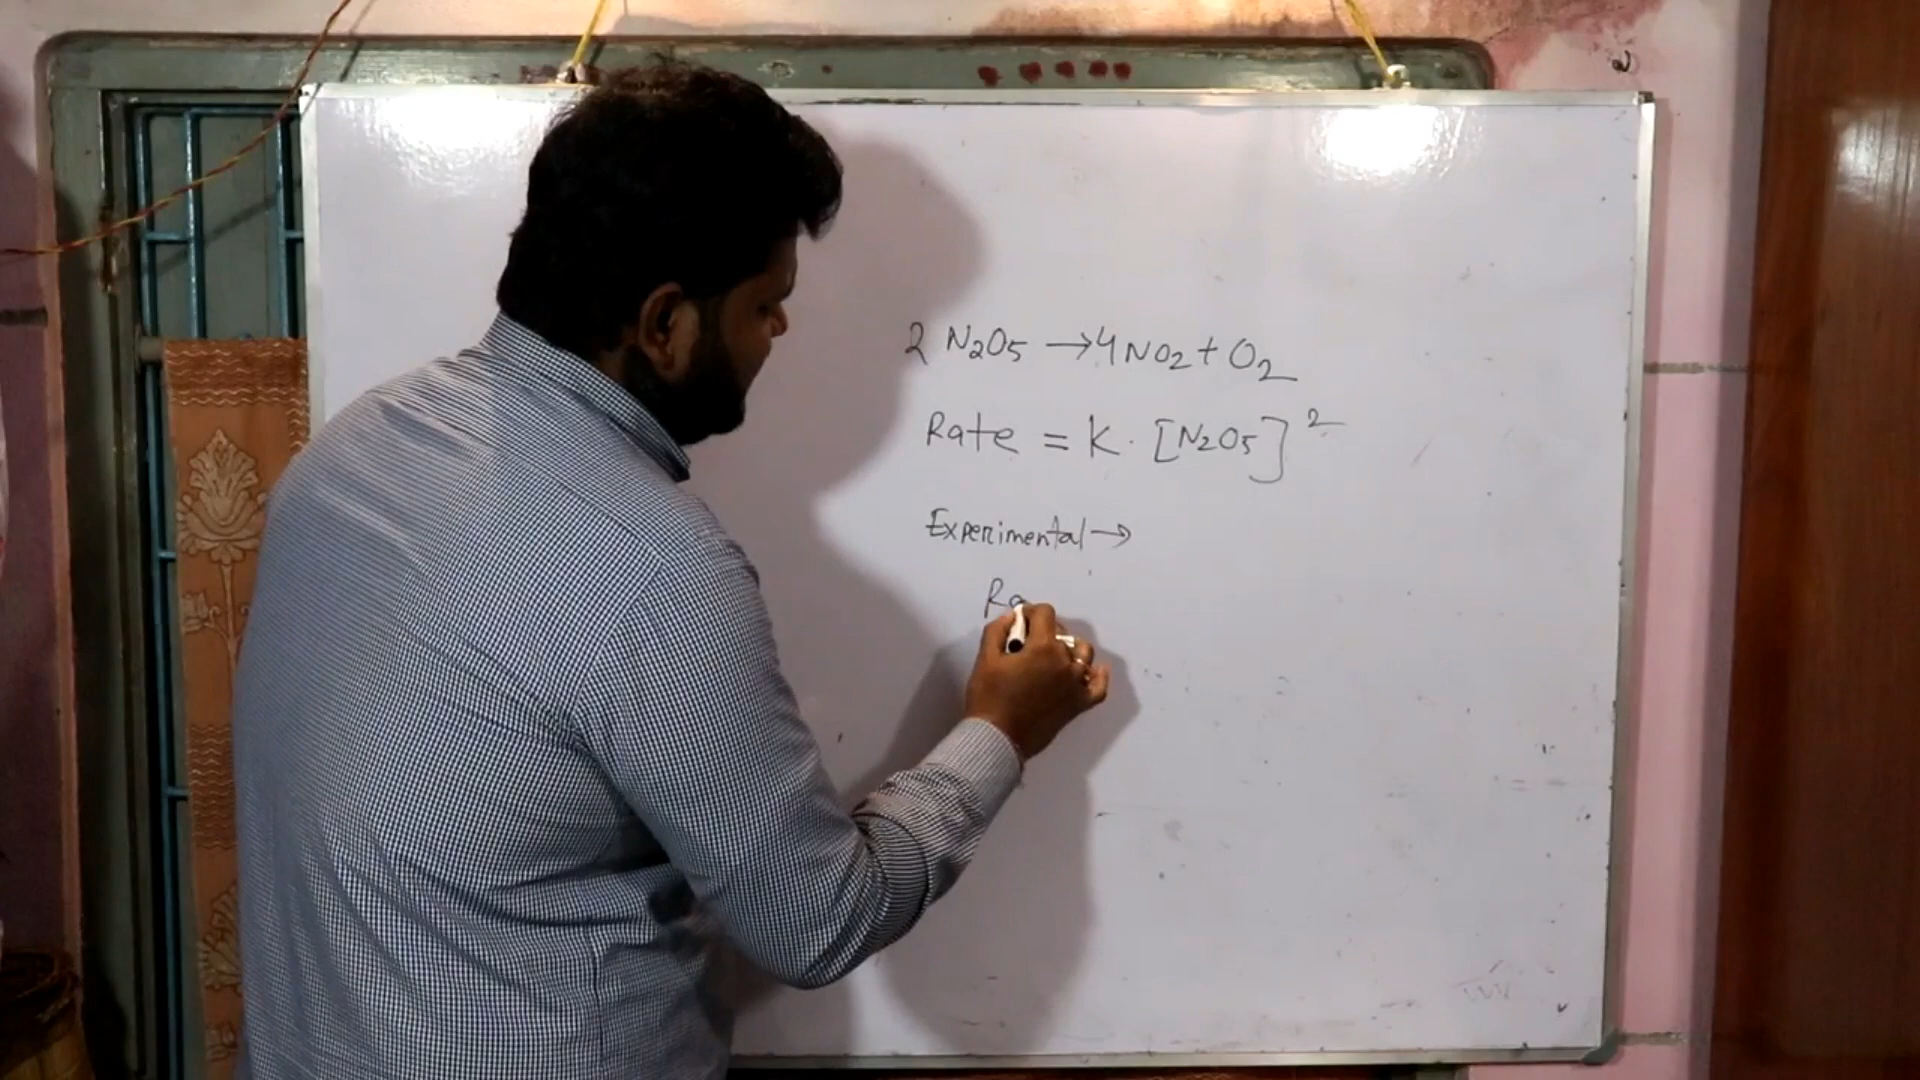 2 N₂O₅ → 4NO₂ + O₂
Rate = K · [N₂O₅]²
Experimental →
Ra